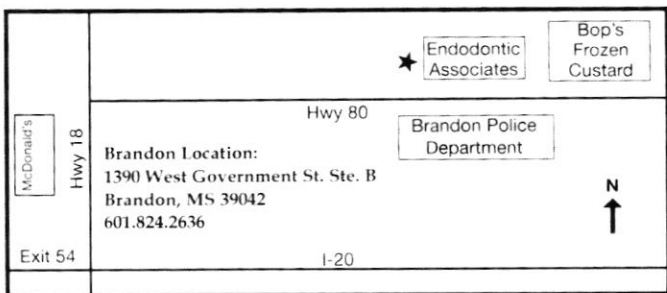 Bop's
Frozen
Custard
Endodontic
Associates
Hwy 80
Brandon Police
Department
McDonald's
Hwy 18
Brandon Location:
1390 West Government St. Ste. B
Brandon, MS 39042
601.824.2636
N
Exit 54
I-20